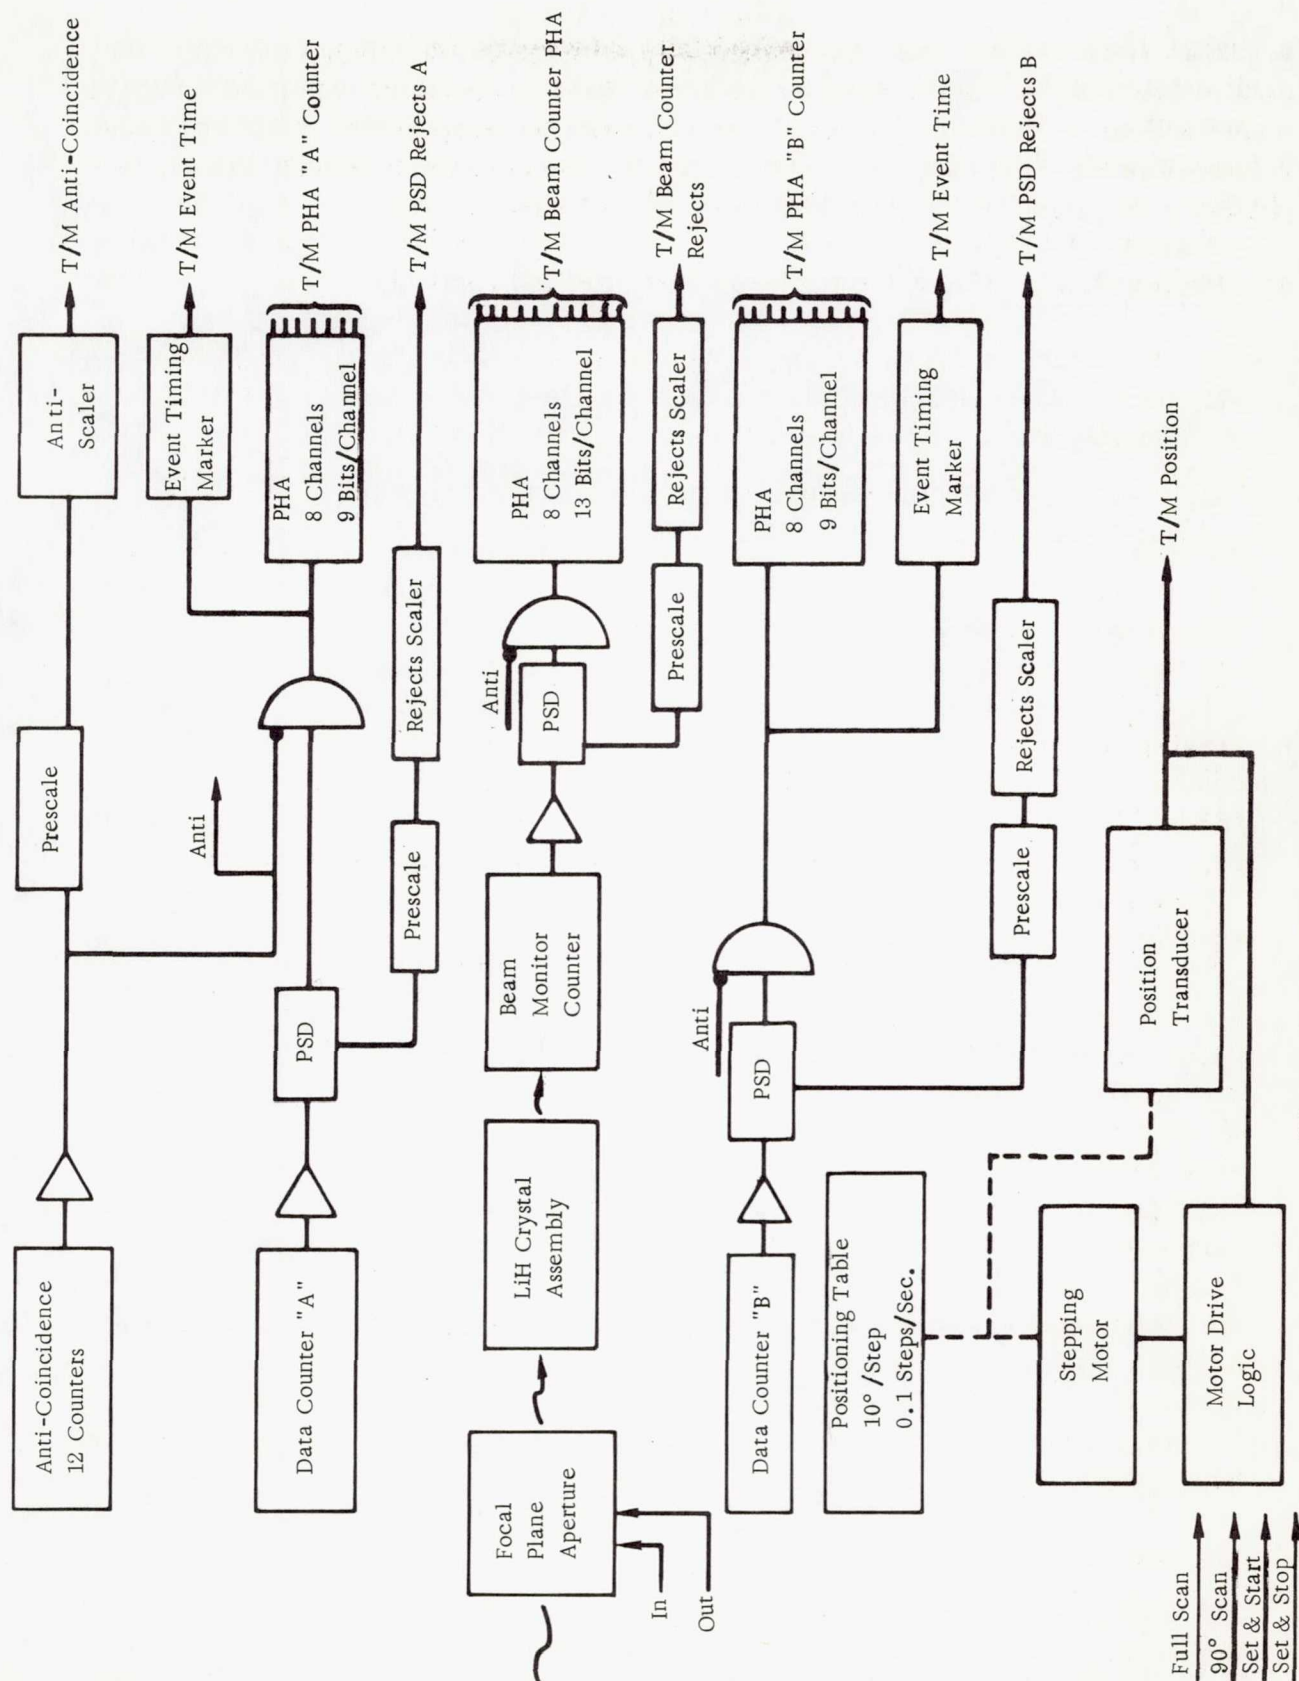 Anti-Coincidence
12 Counters
Prescale
Anti-
Scaler
T/M Anti-Coincidence
Anti
Event Timing
Marker
T/M Event Time
Data Counter "A"
PSD
PHA
8 Channels
9 Bits/Channel
T/M PHA "A" Counter
Prescale
Rejects Scaler
T/M PSD Rejects A
Focal
Plane
Aperture
In
Out
LiH Crystal
Assembly
Beam
Monitor
Counter
Anti
PSD
PHA
8 Channels
13 Bits/Channel
T/M Beam Counter PHA
Prescale
Rejects Scaler
T/M Beam Counter
Rejects
Data Counter "B"
Anti
PSD
PHA
8 Channels
9 Bits/Channel
T/M PHA "B" Counter
Event Timing
Marker
T/M Event Time
Prescale
Rejects Scaler
T/M PSD Rejects B
Positioning Table
10°/Step
0.1 Steps/Sec.
Stepping
Motor
Position
Transducer
T/M Position
Motor Drive
Logic
Full Scan
90° Scan
Set & Start
Set & Stop